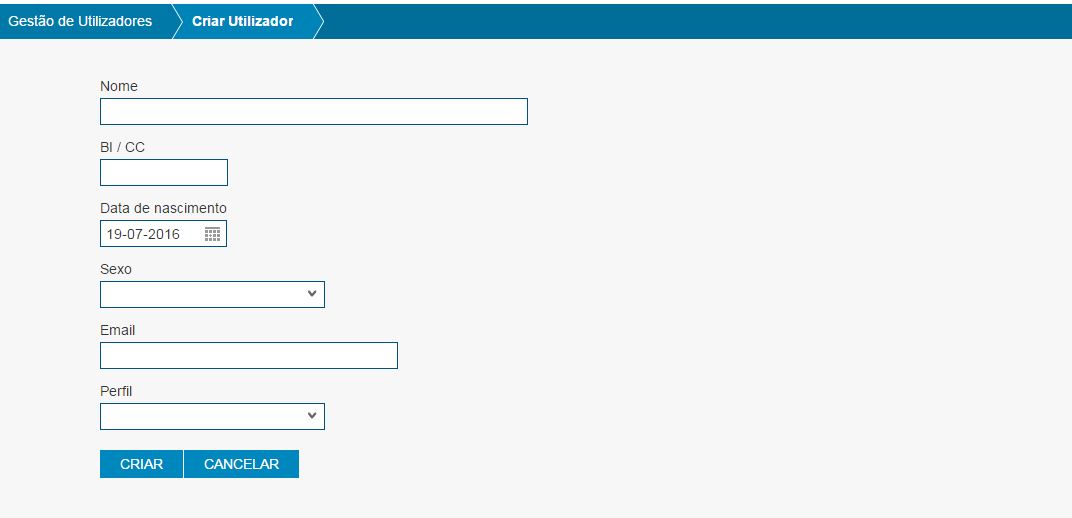 Gestão de Utilizadores Criar Utilizador
Nome
BI / CC
Data de nascimento
19-07-2016
Sexo
Email
Perfil
CRIAR CANCELAR